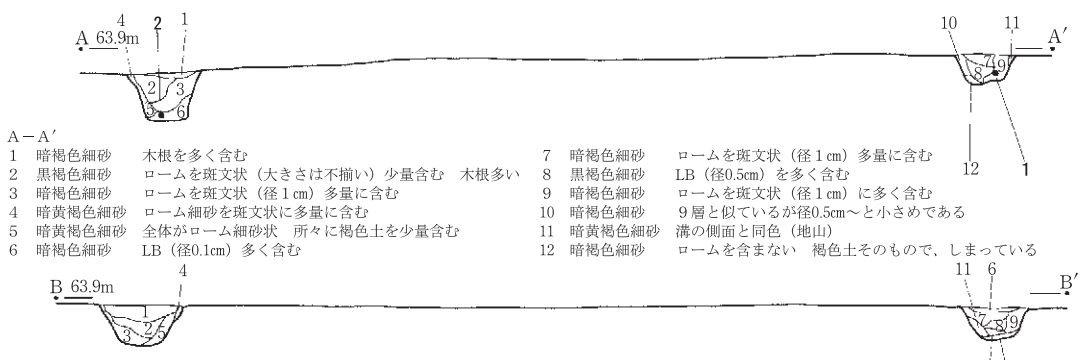 4 2 1 10 11
A 63.9m A′
2 3 5 6 7 9 8
12 1
A－A′
1 暗褐色細砂 木根を多く含む
2 黒褐色細砂 ロームを斑文状（大きさは不揃い）少量含む 木根多い
3 暗褐色細砂 ロームを斑文状（径１㎝）多量に含む
4 暗黄褐色細砂 ローム細砂を斑文状に多量に含む
5 暗黄褐色細砂 全体がローム細砂状 所々に褐色土を少量含む
6 暗褐色細砂 LB（径0.1㎝）多く含む
7 暗褐色細砂 ロームを斑文状（径１㎝）多量に含む
8 黒褐色細砂 LB（径0.5㎝）を多く含む
9 暗褐色細砂 ロームを斑文状（径１㎝）に多く含む
10 暗褐色細砂 ９層と似ているが径0.5㎝～と小さめである
11 暗黄褐色細砂 溝の側面と同色（地山）
12 暗褐色細砂 ロームを含まない 褐色土そのもので、しまっている
4 11 6
B 63.9m B′
1 2 3 5 7 8 9